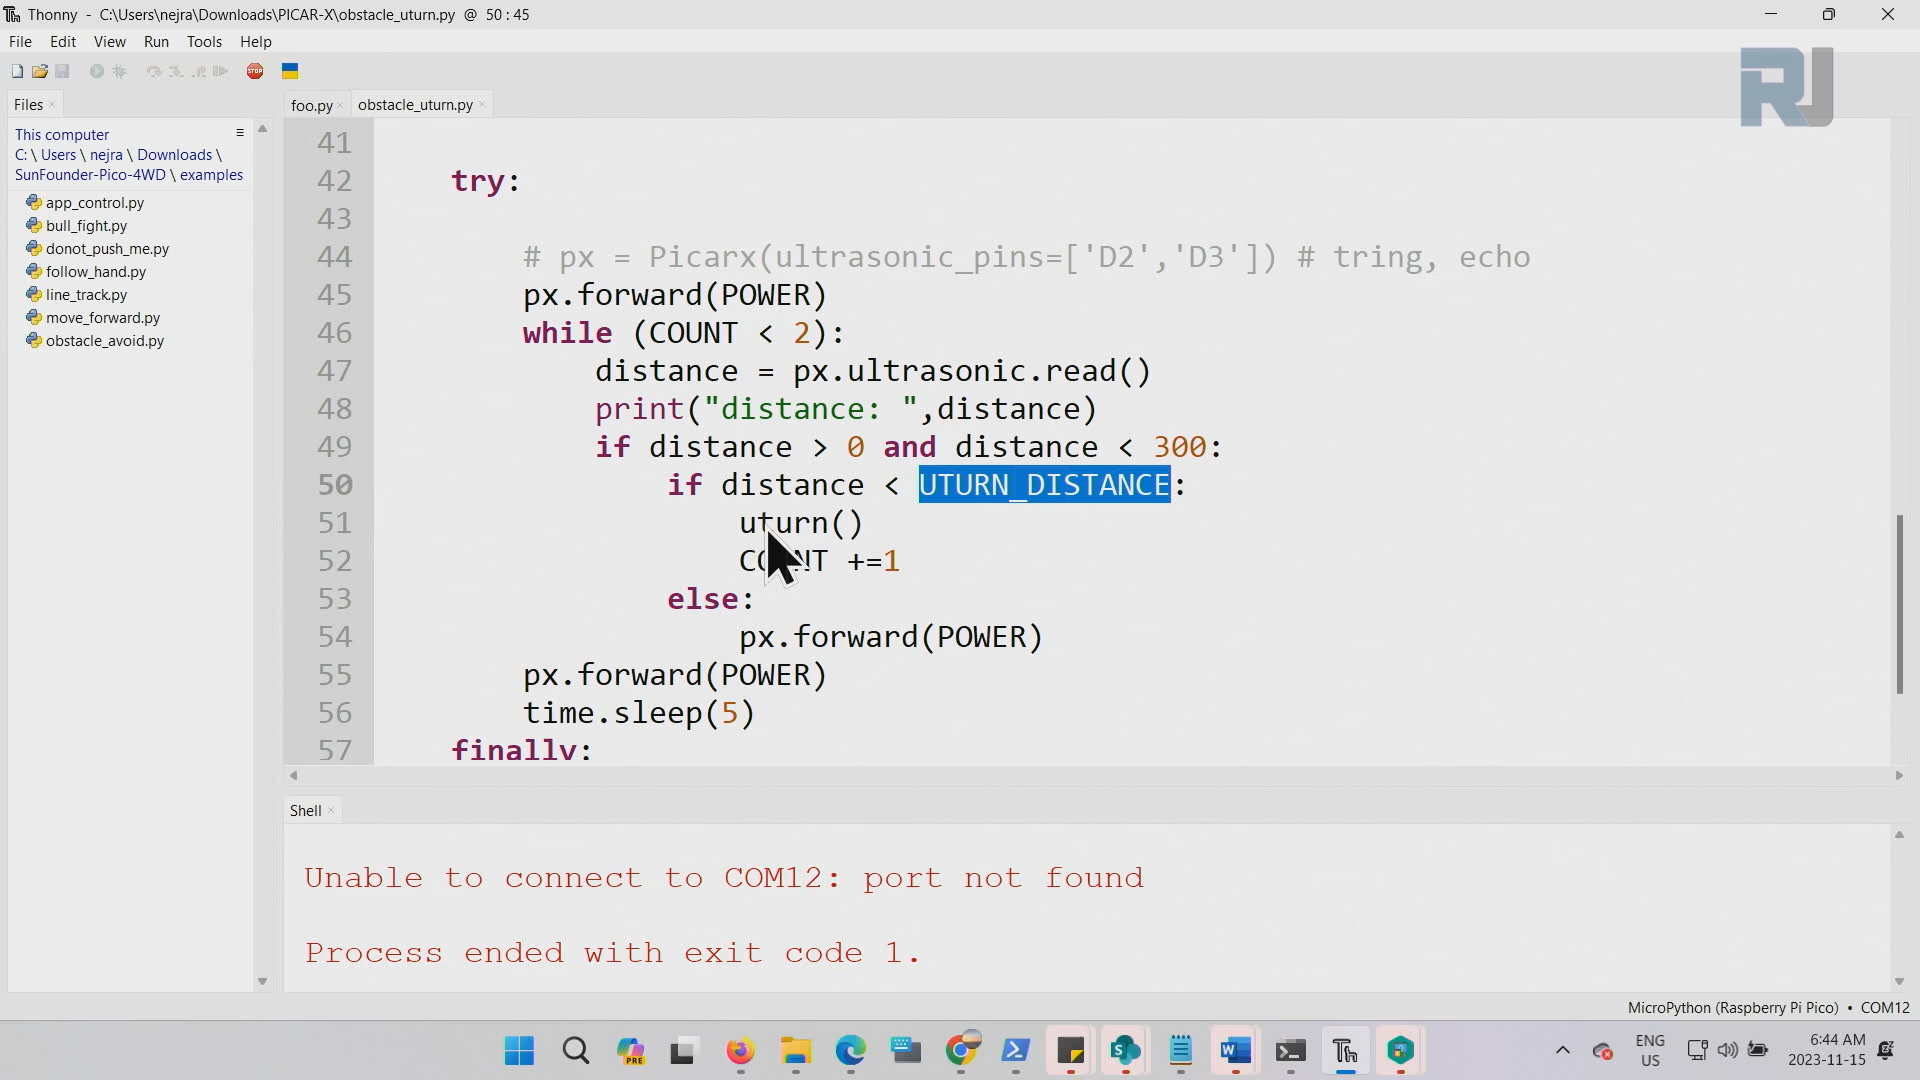 Th Thonny - C:\Users\nejra\Downloads\PICAR-X\obstacle_uturn.py @ 50 : 45
File Edit View Run Tools Help
STOP
RJ
Files ×
foo.py × obstacle_uturn.py ×
This computer
C: \ Users \ nejra \ Downloads \
SunFounder-Pico-4WD \ examples
app_control.py
bull_fight.py
donot_push_me.py
follow_hand.py
line_track.py
move_forward.py
obstacle_avoid.py
41
42 try:
43
44 # px = Picarx(ultrasonic_pins=['D2','D3']) # tring, echo
45 px.forward(POWER)
46 while (COUNT < 2):
47 distance = px.ultrasonic.read()
48 print("distance: ",distance)
49 if distance > 0 and distance < 300:
50 if distance < UTURN_DISTANCE:
51 uturn()
52 COUNT +=1
53 else:
54 px.forward(POWER)
55 px.forward(POWER)
56 time.sleep(5)
57 finally:
Shell ×
Unable to connect to COM12: port not found
Process ended with exit code 1.
MicroPython (Raspberry Pi Pico) • COM12
PRE
S
W
Th
ENG
US
6:44 AM
2023-11-15